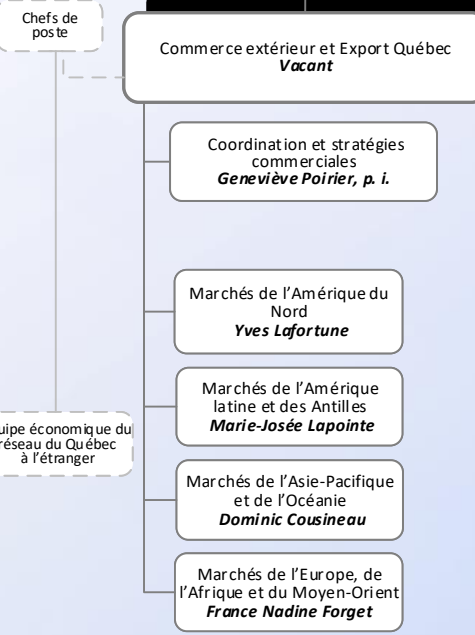 Chefs de
poste
Commerce extérieur et Export Québec
Vacant
Coordination et stratégies
commerciales
Geneviève Poirier, p. i.
Marchés de l'Amérique du
Nord
Yves Lafortune
Marchés de l'Amérique
latine et des Antilles
Marie-Josée Lapointe
économique du
réseau du Québec
à l'étranger
Marchés de l'Asie-Pacifique
et de l'Océanie
Dominic Cousineau
Marchés de l'Europe, de
l'Afrique et du Moyen-Orient
France Nadine Forget